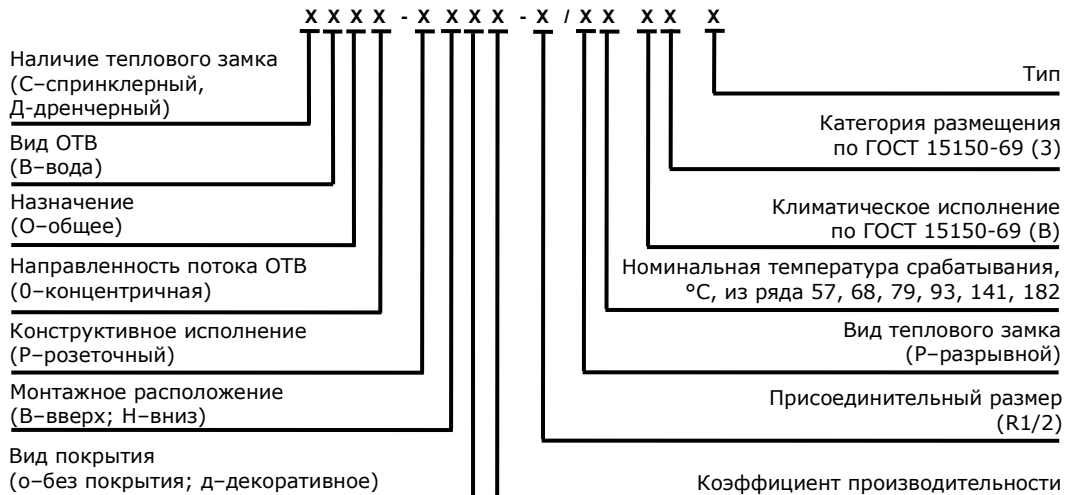 X X X X - X X X X - X / X X X X X
Наличие теплового замка
(С–спринклерный,
Д-дренчерный)
Вид ОТВ
(В–вода)
Назначение
(О–общее)
Направленность потока ОТВ
(0–концентричная)
Конструктивное исполнение
(Р–розеточный)
Монтажное расположение
(В–вверх; Н–вниз)
Вид покрытия
(о–без покрытия; д–декоративное)
Тип
Категория размещения
по ГОСТ 15150-69 (3)
Климатическое исполнение
по ГОСТ 15150-69 (В)
Номинальная температура срабатывания,
°С, из ряда 57, 68, 79, 93, 141, 182
Вид теплового замка
(Р–разрывной)
Присоединительный размер
(R1/2)
Коэффициент производительности